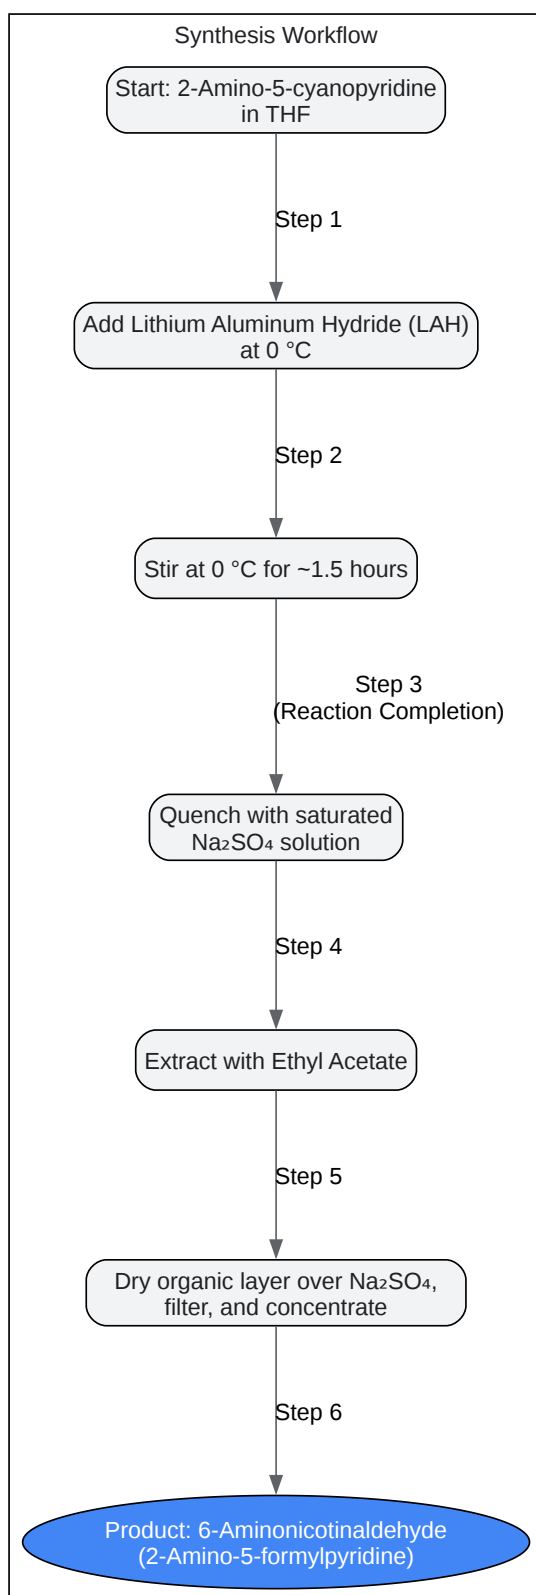 Synthesis Workflow
Start: 2-Amino-5-cyanopyridine
in THF
Step 1
Add Lithium Aluminum Hydride (LAH)
at 0 °C
Step 2
Stir at 0 °C for ~1.5 hours
Step 3
(Reaction Completion)
Quench with saturated
Na₂SO₄ solution
Step 4
Extract with Ethyl Acetate
Step 5
Dry organic layer over Na₂SO₄,
filter, and concentrate
Step 6
Product: 6-Aminonicotinaldehyde
(2-Amino-5-formylpyridine)